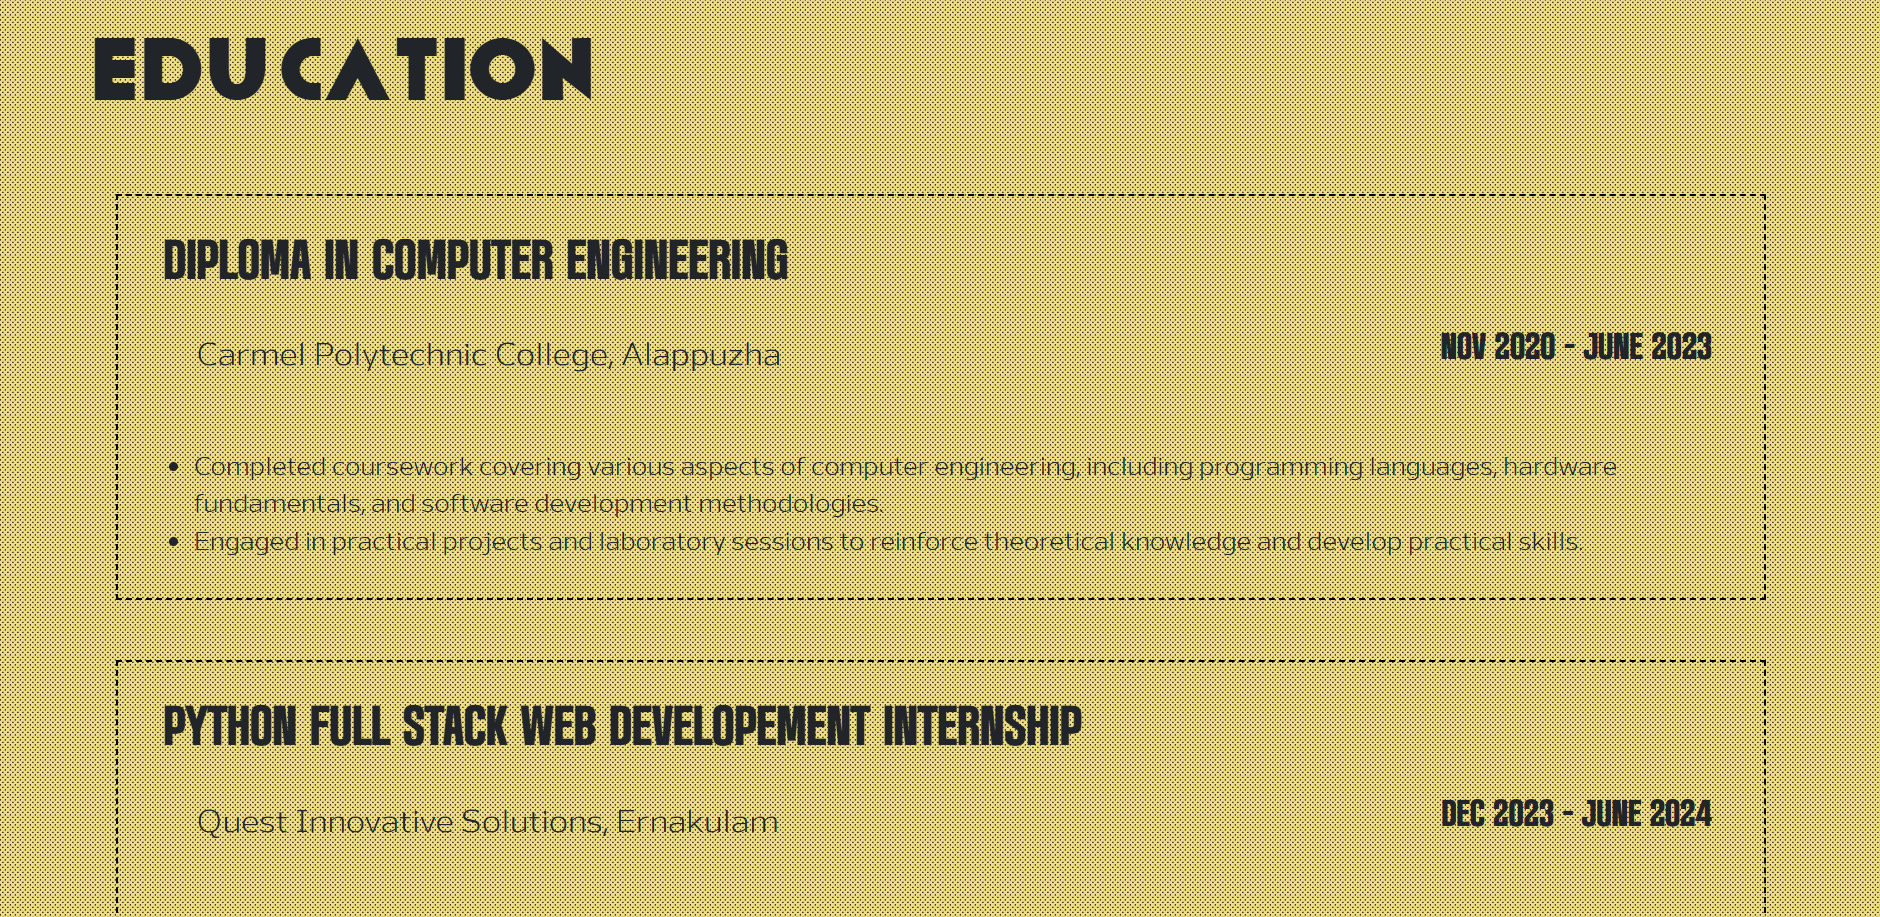 EDUCATION
DIPLOMA IN COMPUTER ENGINEERING
Carmel Polytechnic College, Alappuzha
NOV 2020 - JUNE 2023
• Completed coursework covering various aspects of computer engineering, including programming languages, hardware
fundamentals, and software development methodologies.
• Engaged in practical projects and laboratory sessions to reinforce theoretical knowledge and develop practical skills.
PYTHON FULL STACK WEB DEVELOPEMENT INTERNSHIP
Quest Innovative Solutions, Ernakulam
DEC 2023 - JUNE 2024